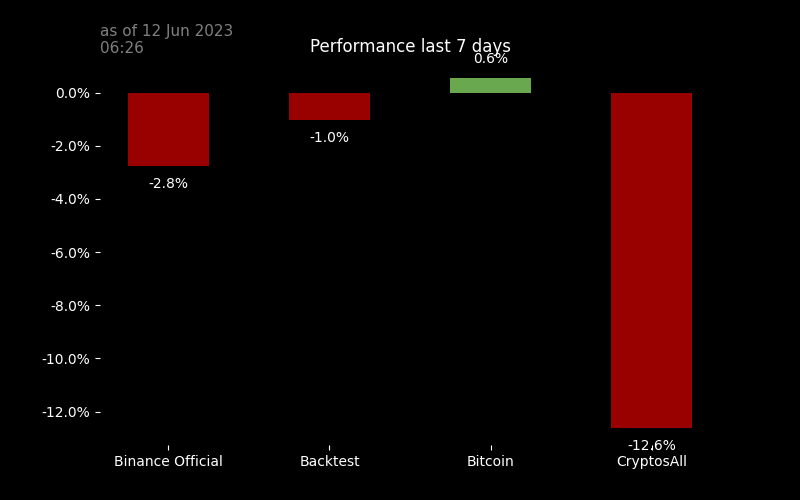 as of 12 Jun 2023
06:26
Performance last 7 days
0.6%
0.0%
-2.0%
-1.0%
-2.8%
-4.0%
-6.0%
-8.0%
-10.0%
-12.0%
-12.6%
Binance Official
Backtest
Bitcoin
CryptosAll